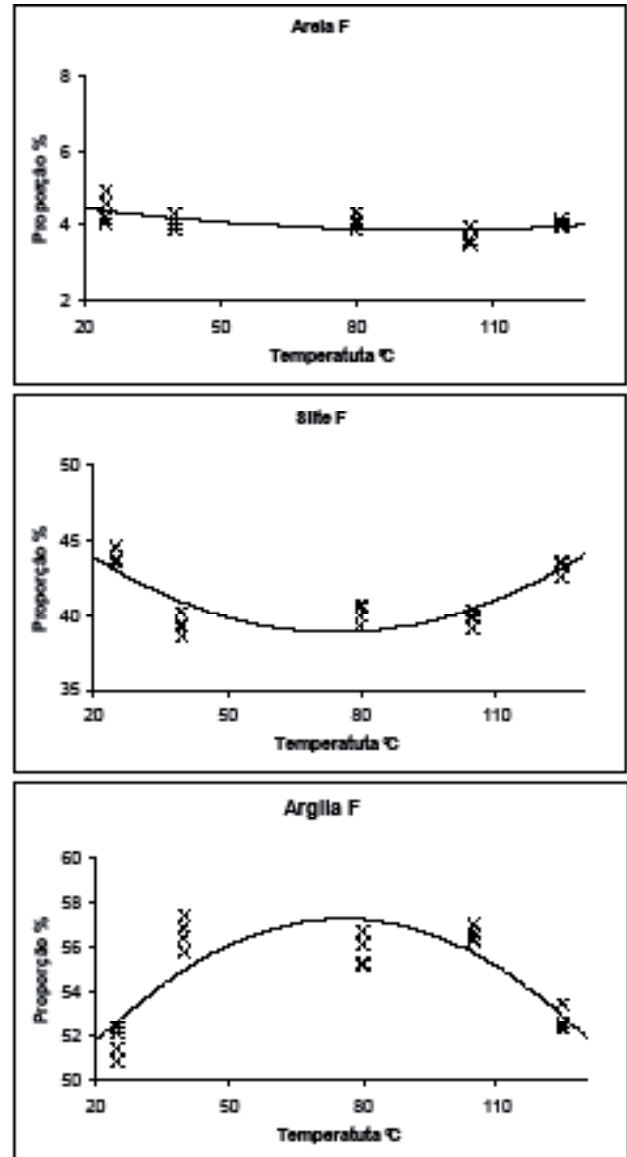 Areia F
Proporção %
8
6
4
2
20 50 80 110
Temperatuta ºC
Silte F
Proporção %
50
45
40
35
20 50 80 110
Temperatuta ºC
Argila F
Proporção %
60
58
56
54
52
50
20 50 80 110
Temperatuta ºC